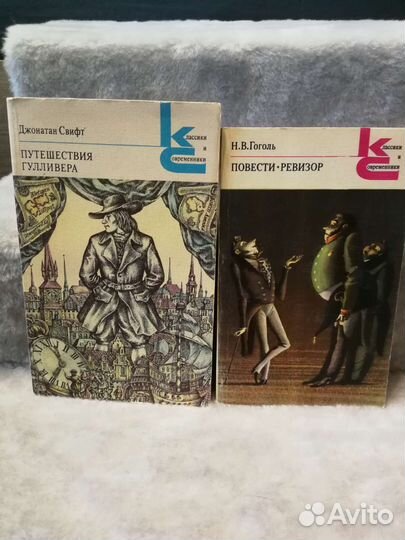 Джонатан Свифт
ПУТЕШЕСТВИЯ
ГУЛЛИВЕРА
Классики
и
Современники
Н.В.Гоголь
ПОВЕСТИ·РЕВИЗОР
Классики
и
Современники
Avito